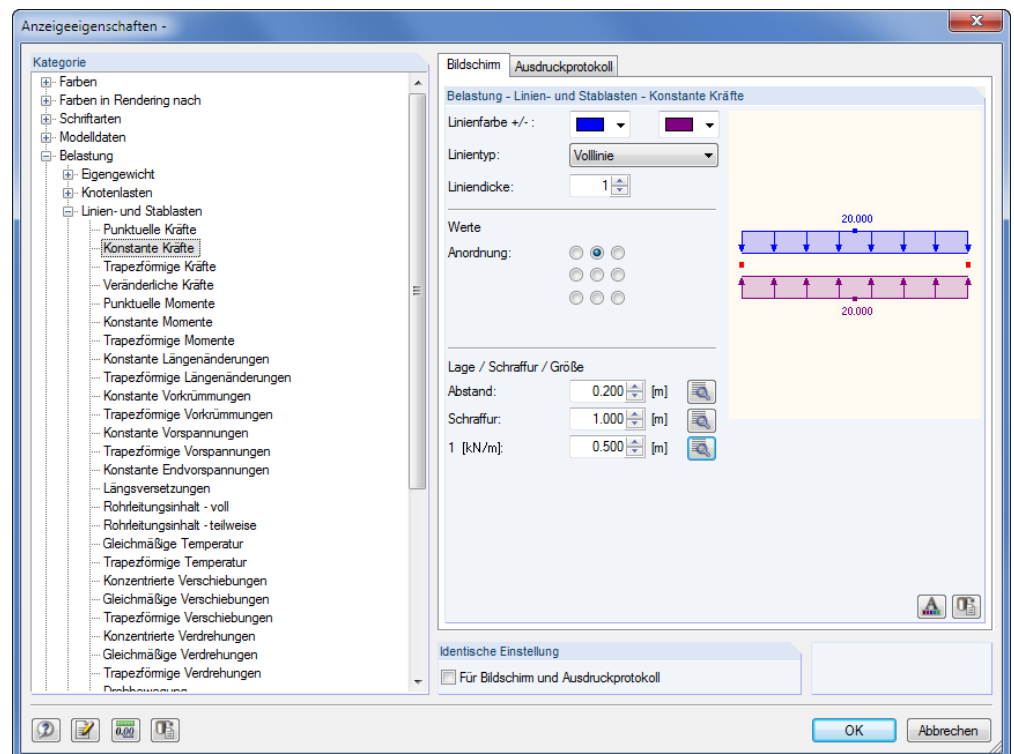 Anzeigeeigenschaften -
Kategorie
Farben
Farben in Rendering nach
Schriftarten
Modelldaten
Belastung
Eigengewicht
Knotenlasten
Linien- und Stablasten
Punktuelle Kräfte
Konstante Kräfte
Trapezförmige Kräfte
Veränderliche Kräfte
Punktuelle Momente
Konstante Momente
Trapezförmige Momente
Konstante Längenänderungen
Trapezförmige Längenänderungen
Konstante Vorkrümmungen
Trapezförmige Vorkrümmungen
Konstante Vorspannungen
Trapezförmige Vorspannungen
Konstante Endvorspannungen
Längsversetzungen
Rohrleitungsinhalt - voll
Rohrleitungsinhalt - teilweise
Gleichmäßige Temperatur
Trapezförmige Temperatur
Konzentrierte Verschiebungen
Gleichmäßige Verschiebungen
Trapezförmige Verschiebungen
Konzentrierte Verdrehungen
Gleichmäßige Verdrehungen
Trapezförmige Verdrehungen
Drehbewegung
Bildschirm Ausdruckprotokoll
Belastung - Linien- und Stablasten - Konstante Kräfte
Linienfarbe +/- :
Linientyp: Volllinie
Liniendicke: 1
Werte
Anordnung:
Lage / Schraffur / Größe
Abstand: 0.200 [m]
Schraffur: 1.000 [m]
1 [kN/m]: 0.500 [m]
20.000
20.000
A
Identische Einstellung
Für Bildschirm und Ausdruckprotokoll
0.00
OK Abbrechen